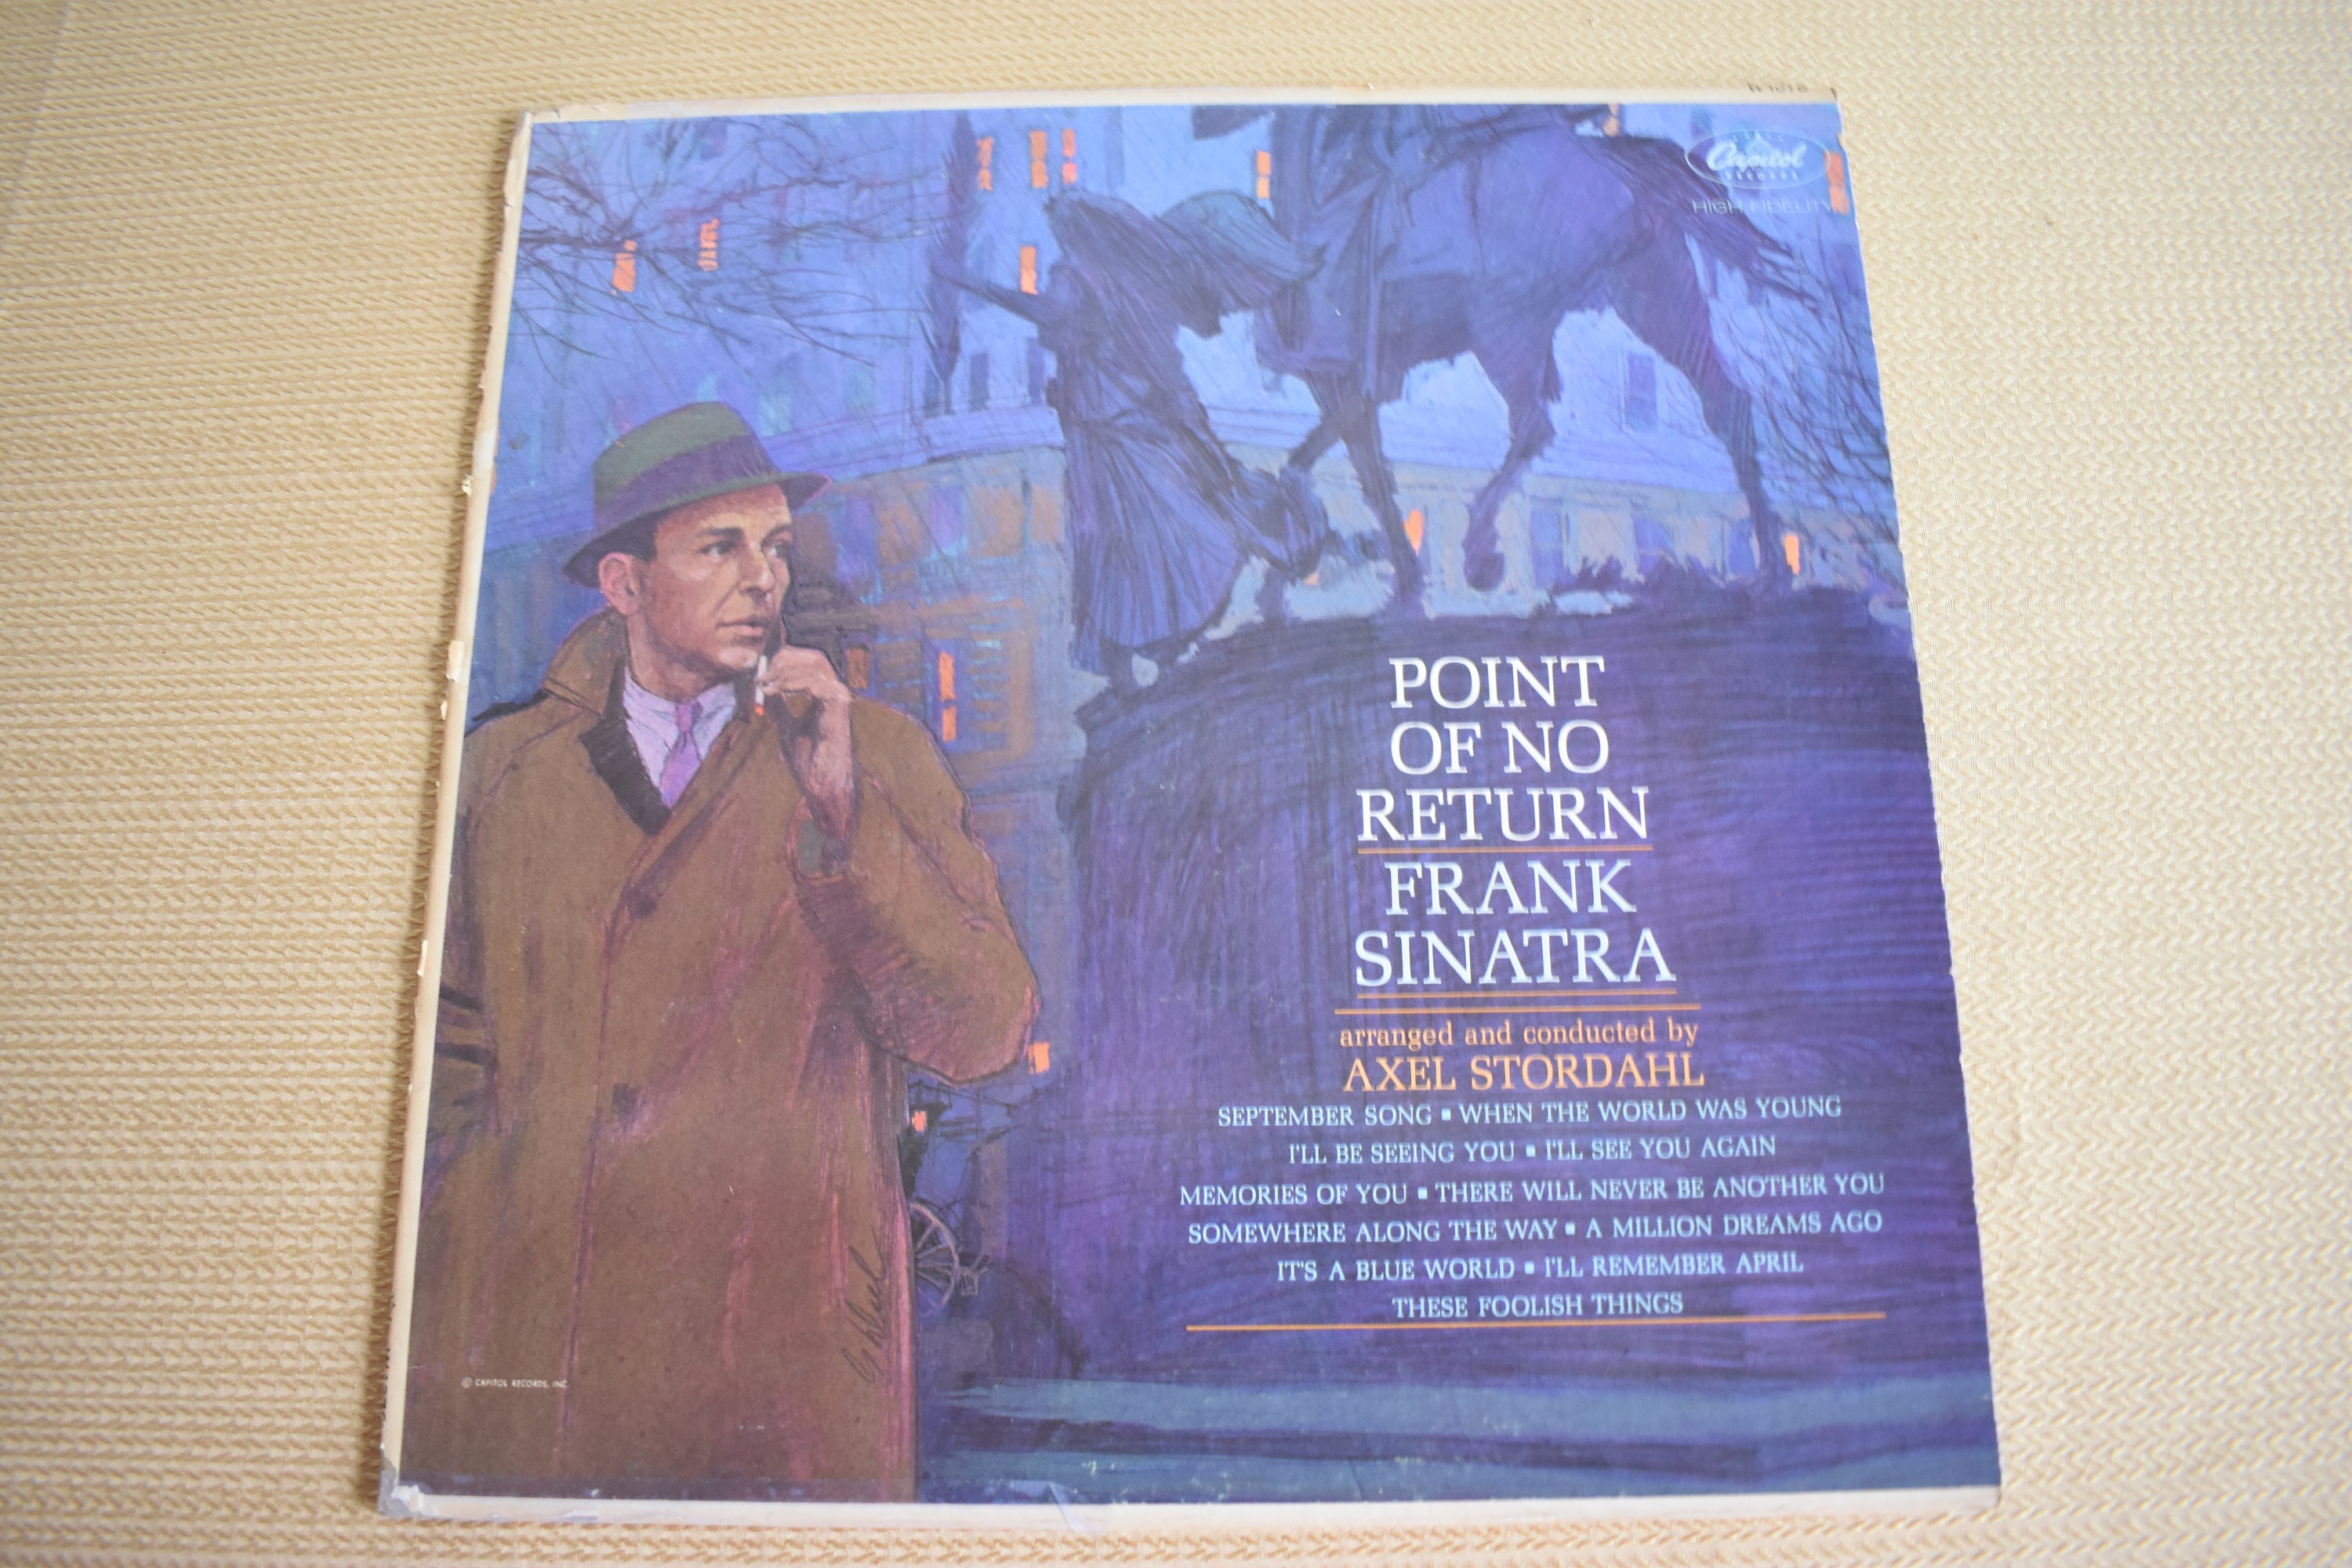 Capitol
RECORDS
HIGH FIDELITY
POINT
OF NO
RETURN
FRANK
SINATRA
arranged and conducted by
AXEL STORDAHL
SEPTEMBER SONG ▪ WHEN THE WORLD WAS YOUNG
I'LL BE SEEING YOU ▪ I'LL SEE YOU AGAIN
MEMORIES OF YOU ▪ THERE WILL NEVER BE ANOTHER YOU
SOMEWHERE ALONG THE WAY ▪ A MILLION DREAMS AGO
IT'S A BLUE WORLD ▪ I'LL REMEMBER APRIL
THESE FOOLISH THINGS
© CAPITOL RECORDS, INC.